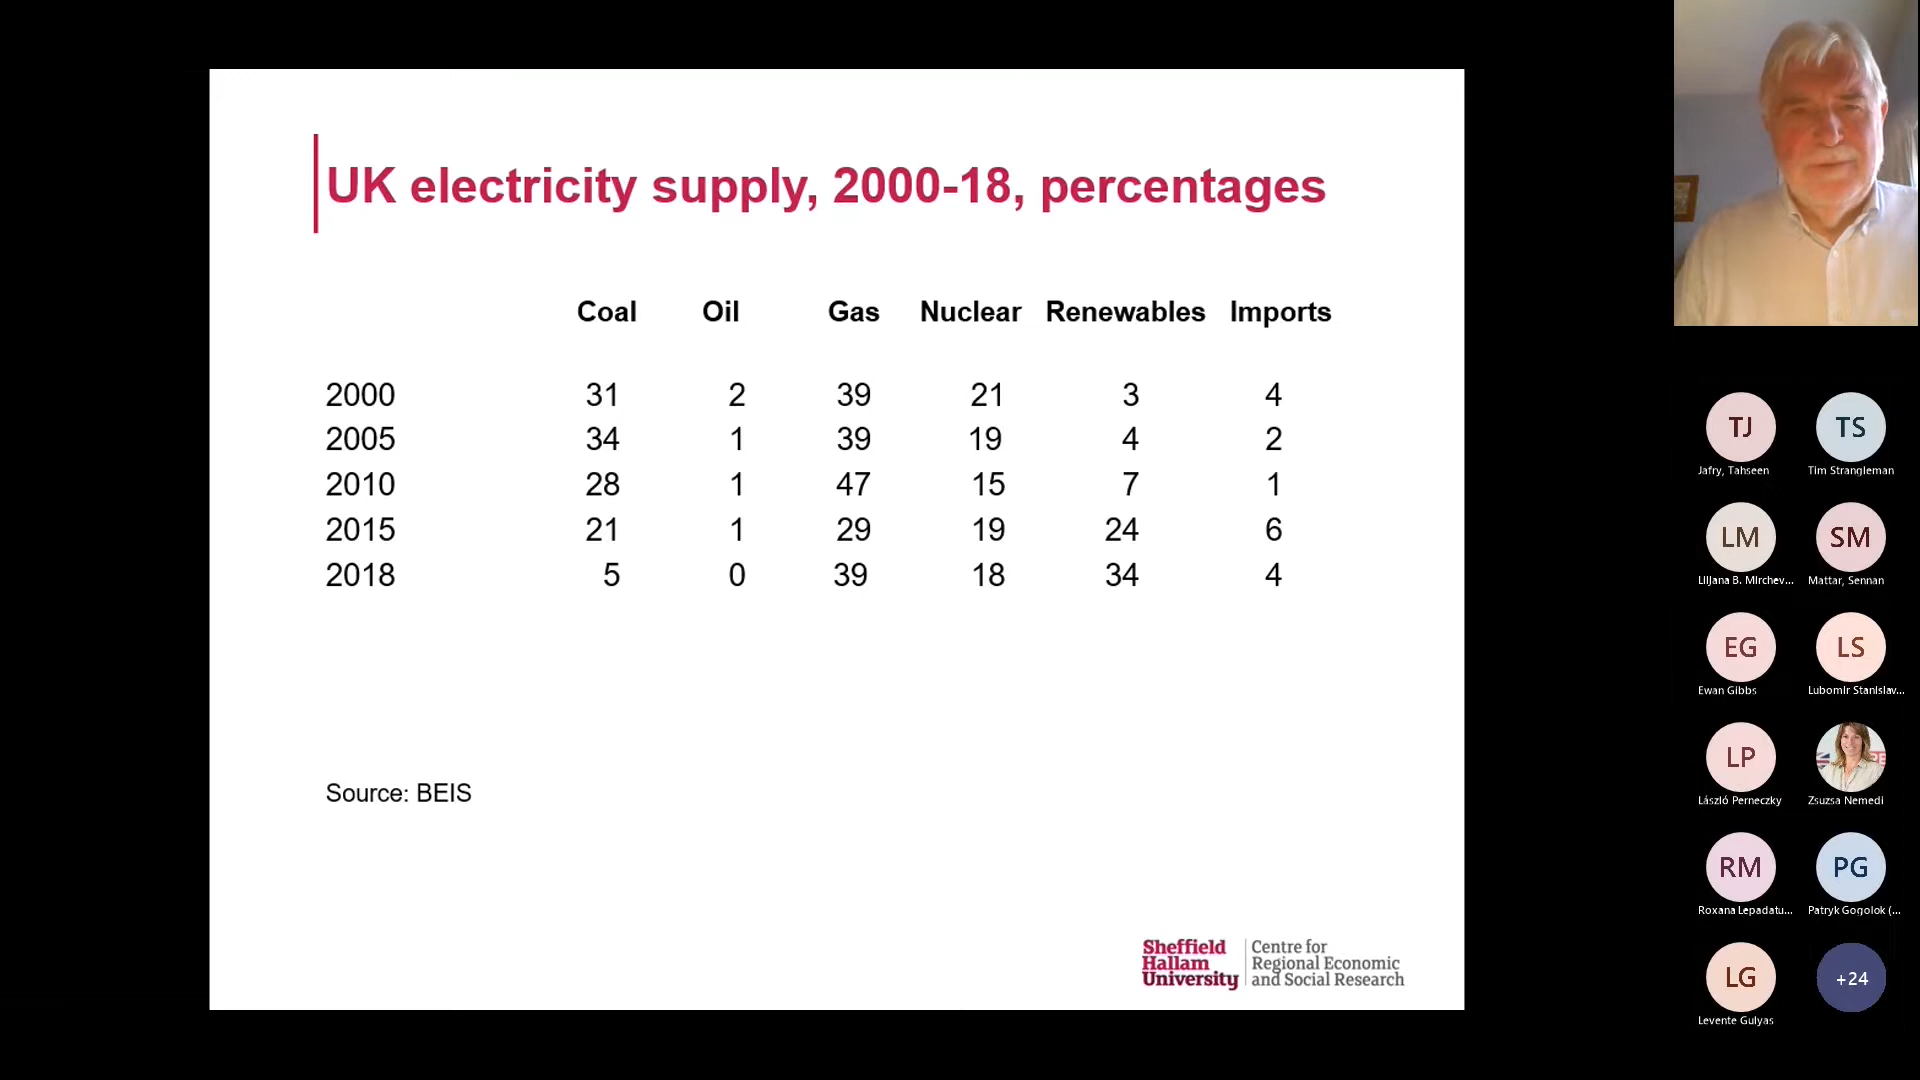 UK electricity supply, 2000-18, percentages
Coal Oil Gas Nuclear Renewables Imports
2000 31 2 39 21 3 4
2005 34 1 39 19 4 2
2010 28 1 47 15 7 1
2015 21 1 29 19 24 6
2018 5 0 39 18 34 4
Source: BEIS
Sheffield
Hallam
University
Centre for
Regional Economic
and Social Research
TJ
Jafry, Tahseen
TS
Tim Strangleman
LM
Liljana B. Mirchev...
SM
Mattar, Sennan
EG
Ewan Gibbs
LS
Lubomir Stanislav...
LP
László Perneczky
Zsuzsa Nemedi
RM
Roxana Lepadatu...
PG
Patryk Gogolok (...
LG
Levente Gulyas
+24